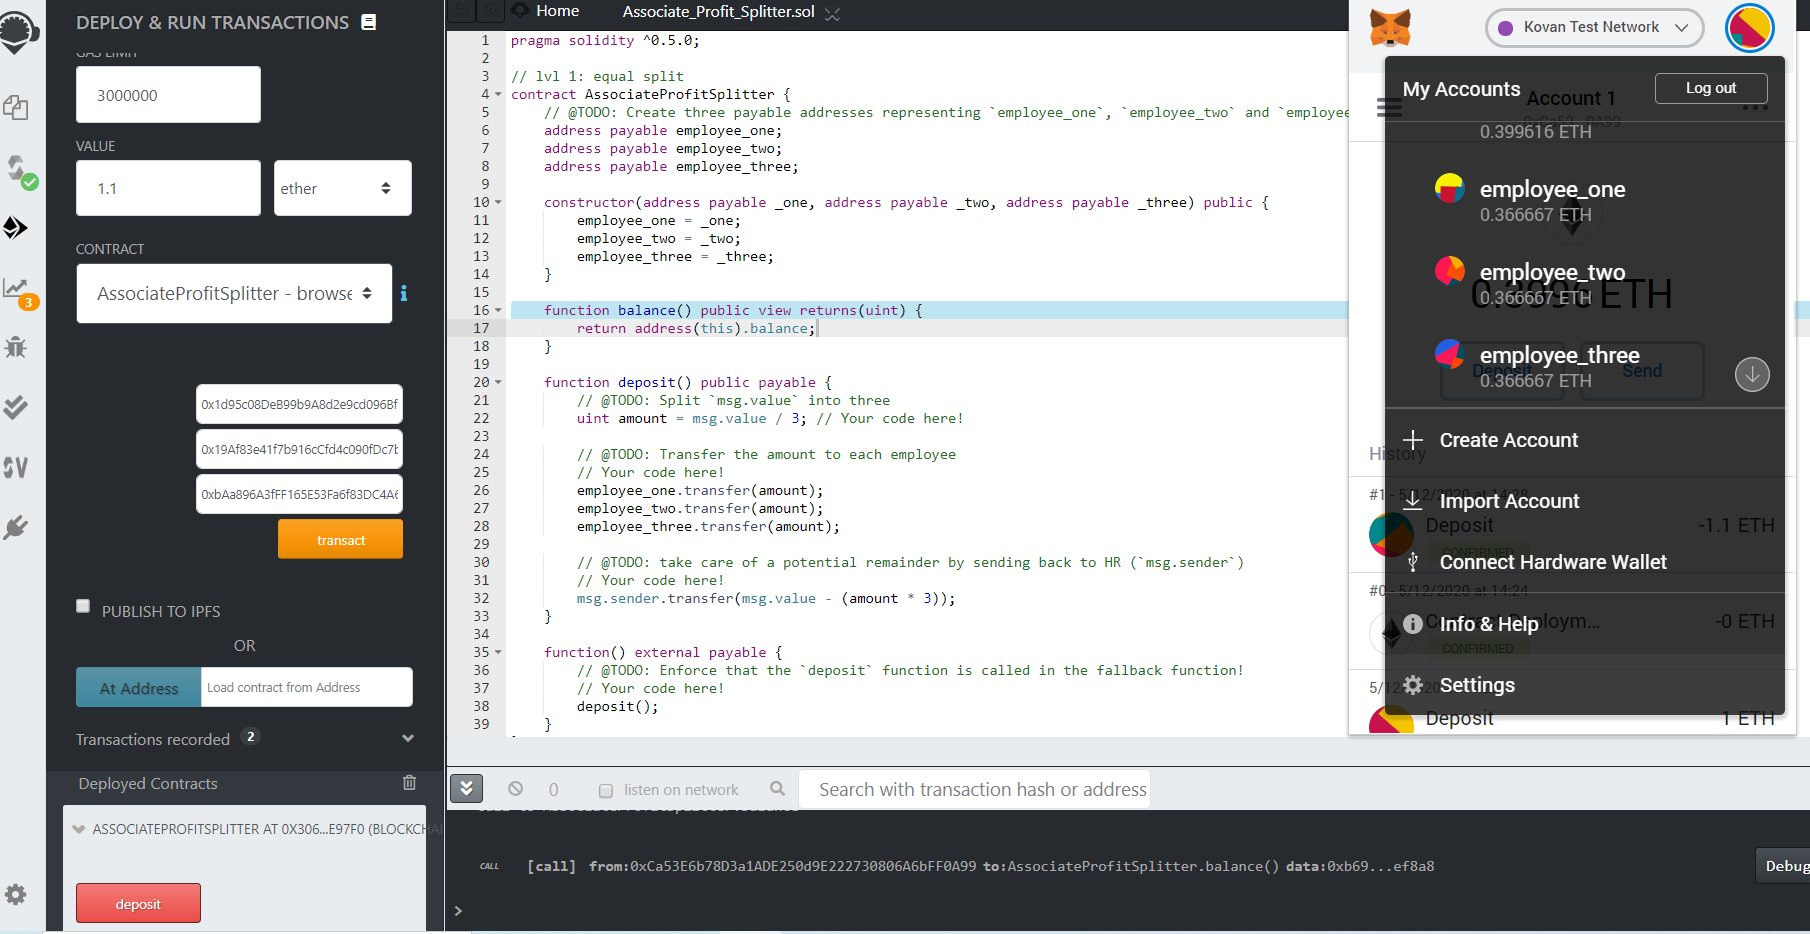 DEPLOY & RUN TRANSACTIONS
GAS LIMIT
3000000
VALUE
1.1
ether
CONTRACT
AssociateProfitSplitter - browse
i
0x1d95c08DeB99b9A8d2e9cd096Bf
0x19Af83e41f7b916cCfd4c090fDc7b
0xbAa896A3fFF165E53Fa6f83DC4A6
transact
PUBLISH TO IPFS
OR
At Address
Load contract from Address
Transactions recorded 2
Deployed Contracts
ASSOCIATEPROFITSPLITTER AT 0X306...E97F0 (BLOCKCHAI
deposit
3
SV
Home
Associate_Profit_Splitter.sol
1 pragma solidity ^0.5.0;
2
3 // lvl 1: equal split
4 contract AssociateProfitSplitter {
5 // @TODO: Create three payable addresses representing `employee_one`, `employee_two` and `employee
6 address payable employee_one;
7 address payable employee_two;
8 address payable employee_three;
9
10 constructor(address payable _one, address payable _two, address payable _three) public {
11 employee_one = _one;
12 employee_two = _two;
13 employee_three = _three;
14 }
15
16 function balance() public view returns(uint) {
17 return address(this).balance;
18 }
19
20 function deposit() public payable {
21 // @TODO: Split `msg.value` into three
22 uint amount = msg.value / 3; // Your code here!
23
24 // @TODO: Transfer the amount to each employee
25 // Your code here!
26 employee_one.transfer(amount);
27 employee_two.transfer(amount);
28 employee_three.transfer(amount);
29
30 // @TODO: take care of a potential remainder by sending back to HR (`msg.sender`)
31 // Your code here!
32 msg.sender.transfer(msg.value - (amount * 3));
33 }
34
35 function() external payable {
36 // @TODO: Enforce that the `deposit` function is called in the fallback function!
37 // Your code here!
38 deposit();
39 }
0
listen on network
Search with transaction hash or address
CALL [call] from:0xCa53E6b78D3a1ADE250d9E222730806A6bFF0A99 to:AssociateProfitSplitter.balance() data:0xb69...ef8a8
Debug
>
Kovan Test Network
My Accounts
Log out
Account 1
0.399616 ETH
employee_one
0.366667 ETH
employee_two
0.366667 ETH
0.3996 ETH
employee_three
0.366667 ETH
Deposit
Send
Create Account
History
#1 - 5/12/2020 at 14:28
Import Account
Deposit
-1.1 ETH
CONFIRMED
Connect Hardware Wallet
#0 - 5/12/2020 at 14:24
Info & Help
-0 ETH
CONFIRMED
Settings
Deposit
1 ETH